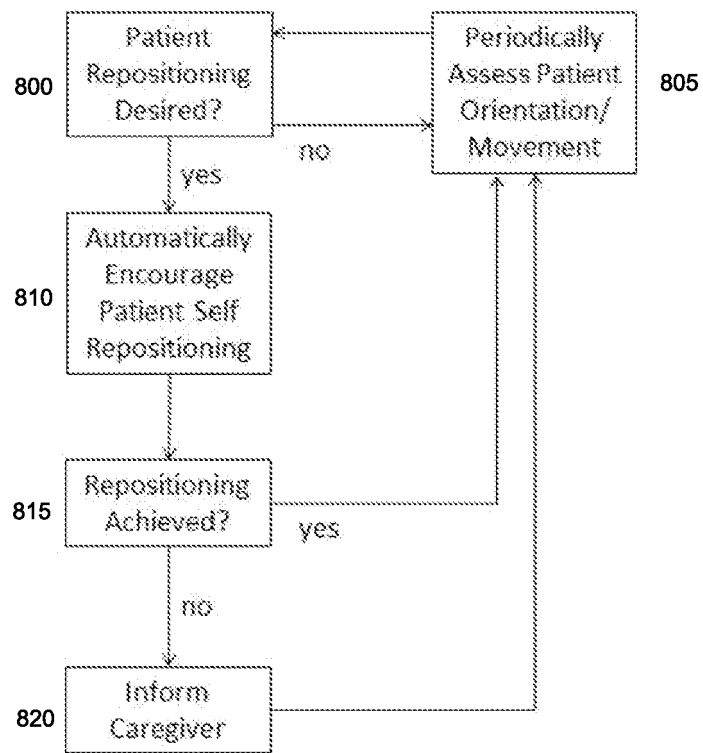 Patient
Repositioning
Desired?
800
Periodically
Assess Patient
Orientation/
Movement
805
no
yes
Automatically
Encourage
Patient Self
Repositioning
810
Repositioning
Achieved?
815
yes
no
Inform
Caregiver
820